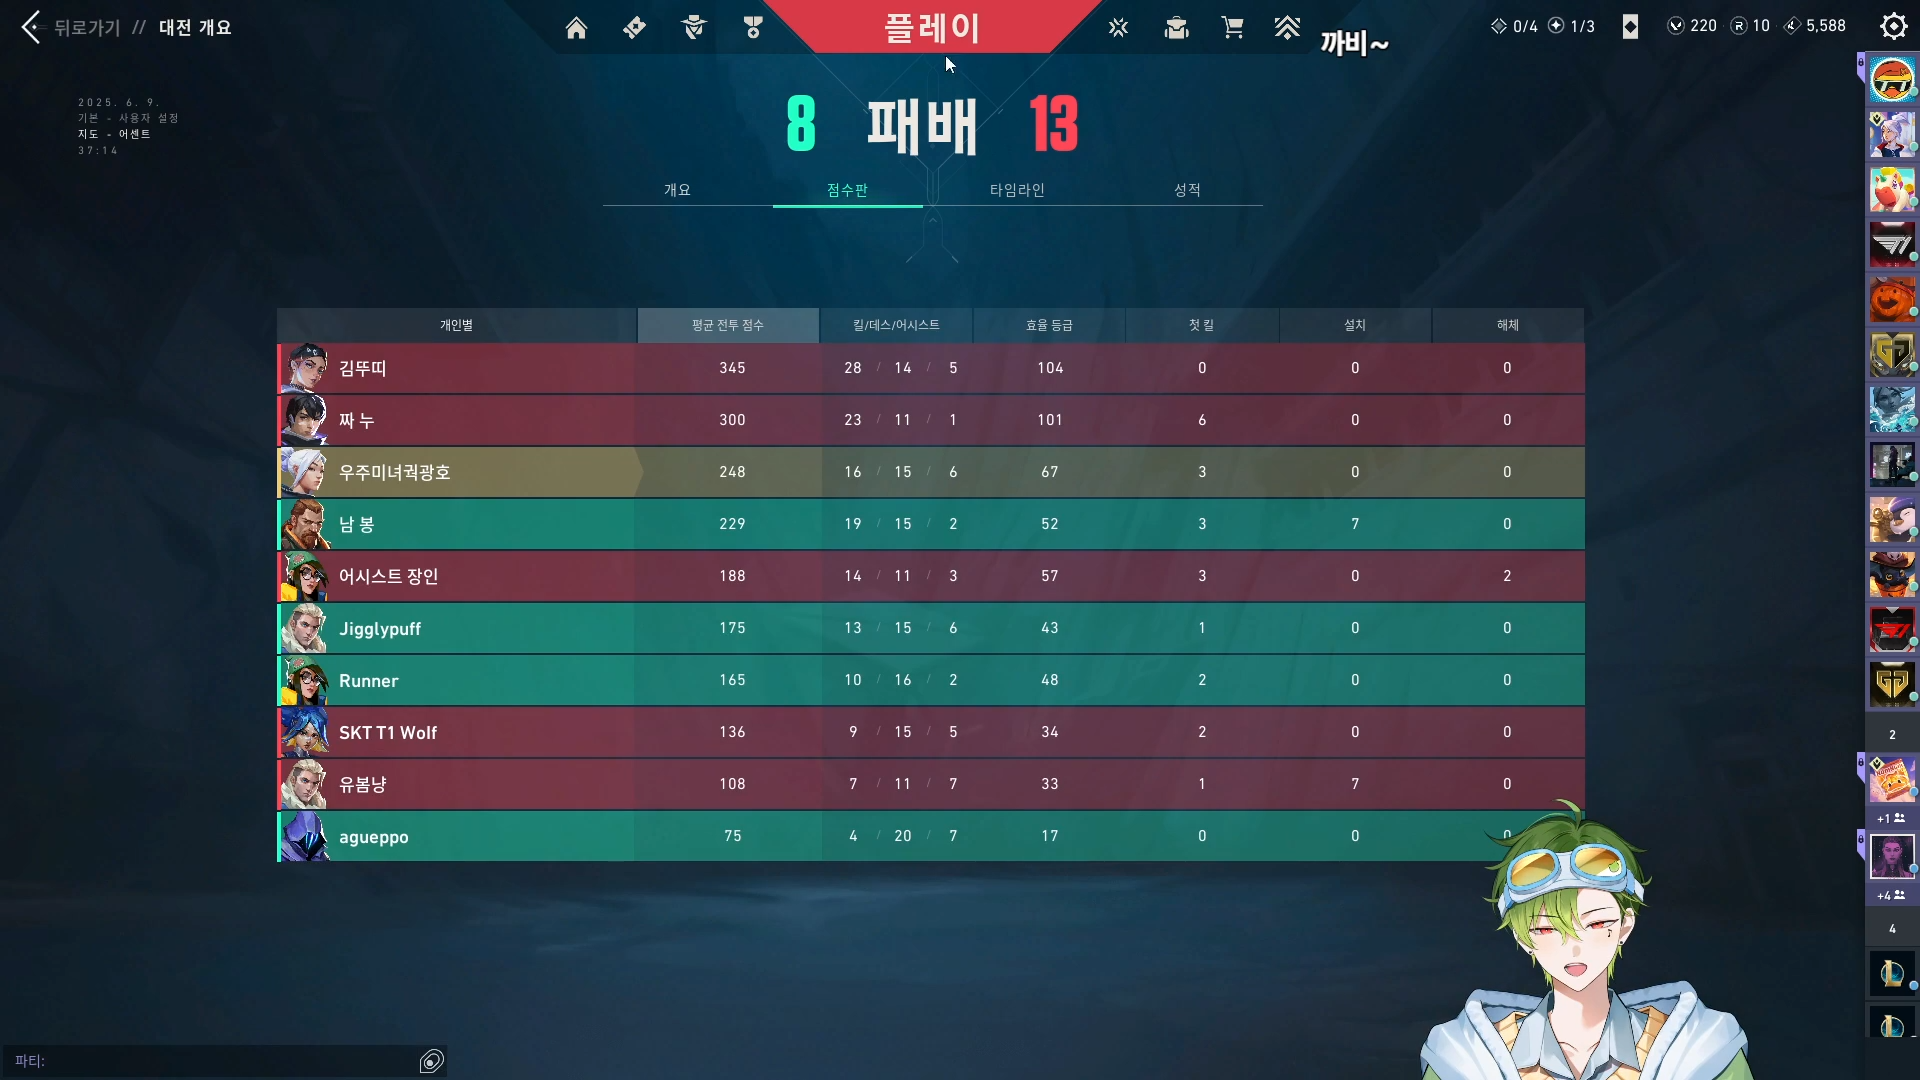 뒤로가기 // 대전 개요
플레이
까비~
0/4 1/3 220 10 5,588
2025. 6. 9.
기본 - 사용자 설정
지도 - 어센트
37:14
8 패배 13
개요 점수판 타임라인 성적
개인별 평균 전투 점수 킬/데스/어시스트 효율 등급 첫 킬 설치 해체
김뚜띠 345 28 / 14 / 5 104 0 0 0
짜 누 300 23 / 11 / 1 101 6 0 0
우주미녀궉광호 248 16 / 15 / 6 67 3 0 0
남 봉 229 19 / 15 / 2 52 3 7 0
어시스트 장인 188 14 / 11 / 3 57 3 0 2
Jigglypuff 175 13 / 15 / 6 43 1 0 0
Runner 165 10 / 16 / 2 48 2 0 0
SKT T1 Wolf 136 9 / 15 / 5 34 2 0 0
유봄냥 108 7 / 11 / 7 33 1 7 0
agueppo 75 4 / 20 / 7 17 0 0 0
2
+1
+4
4
파티: